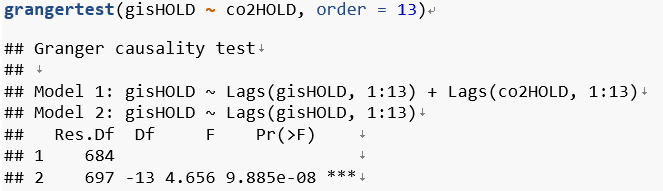 grangertest(gisHOLD ~ co2HOLD, order = 13)↵
## Granger causality test↓
## ↓
## Model 1: gisHOLD ~ Lags(gisHOLD, 1:13) + Lags(co2HOLD, 1:13)↓
## Model 2: gisHOLD ~ Lags(gisHOLD, 1:13)↓
##   Res.Df  Df     F    Pr(>F)    ↓
## 1    684                        ↓
## 2    697 -13 4.656 9.885e-08 ***↓